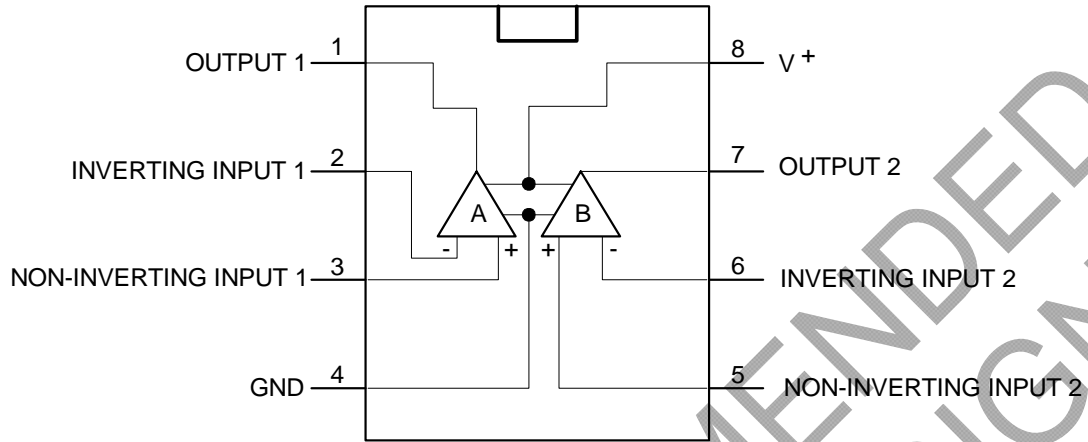 OUTPUT 1 1
8 V +
INVERTING INPUT 1 2
7 OUTPUT 2
A B
- + + -
NON-INVERTING INPUT 1 3
6 INVERTING INPUT 2
GND 4
5 NON-INVERTING INPUT 2